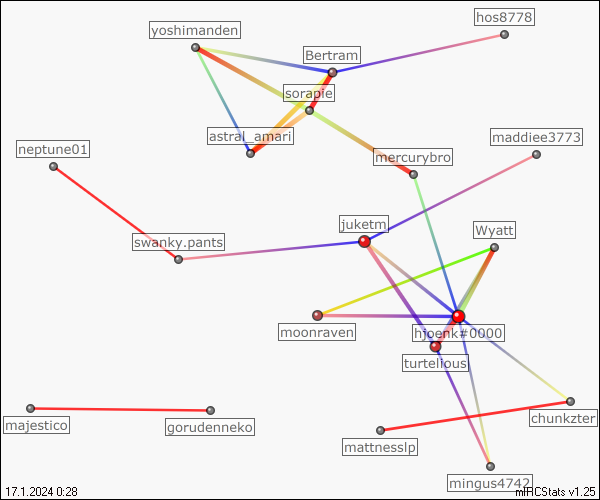 hos8778
yoshimanden
Bertram
sorapie
astral_amari
maddiee3773
neptune01
mercurybro
juketm
Wyatt
swanky.pants
moonraven
hjoenk#0000
turtellous
majestico
gorudenneko
chunkzter
mattnesslp
mingus4742
17.1.2024 0:28
mIRCStats v1.25